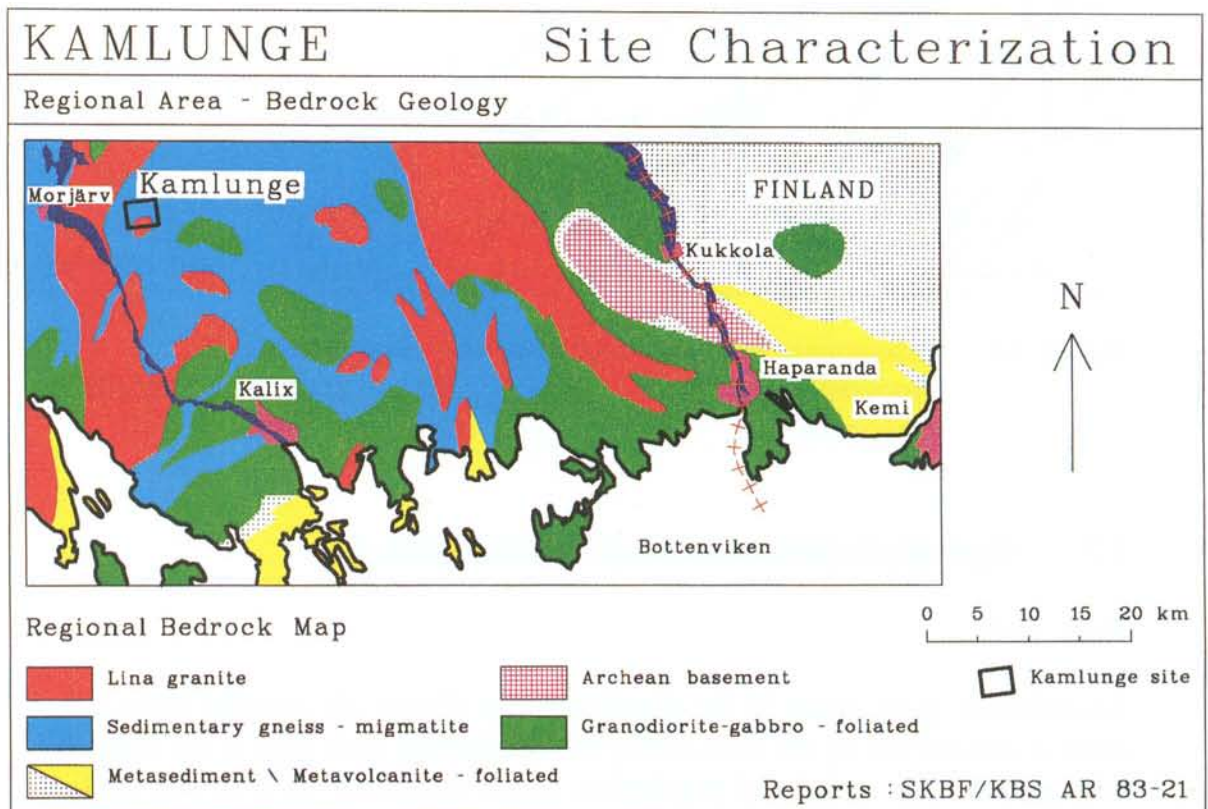 KAMLUNGE Site Characterization
Regional Area - Bedrock Geology
Kamlunge
Morjärv
FINLAND
Kukkola
Haparanda
Kalix
Kemi
N
Bottenviken
Regional Bedrock Map
0 5 10 15 20 km
Lina granite
Archean basement
Kamlunge site
Sedimentary gneiss - migmatite
Granodiorite-gabbro - foliated
Metasediment \ Metavolcanite - foliated
Reports : SKBF/KBS AR 83-21